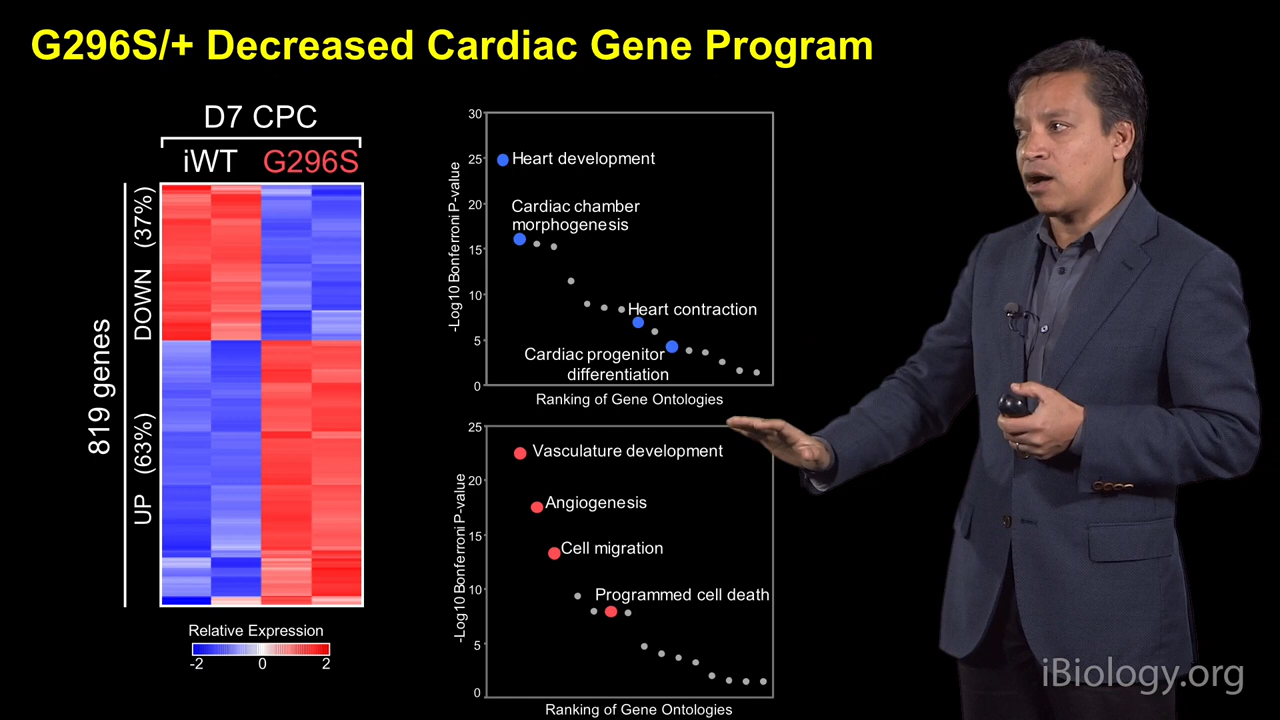 G296S/+ Decreased Cardiac Gene Program
D7 CPC
iWT G296S
819 genes
DOWN (37%)
UP (63%)
Relative Expression
-2 0 2
-Log10 Bonferroni P-value
30
25
20
15
10
5
0
Heart development
Cardiac chamber
morphogenesis
Heart contraction
Cardiac progenitor
differentiation
Ranking of Gene Ontologies
-Log10 Bonferroni P-value
25
20
15
10
5
0
Vasculature development
Angiogenesis
Cell migration
Programmed cell death
Ranking of Gene Ontologies
iBiology.org